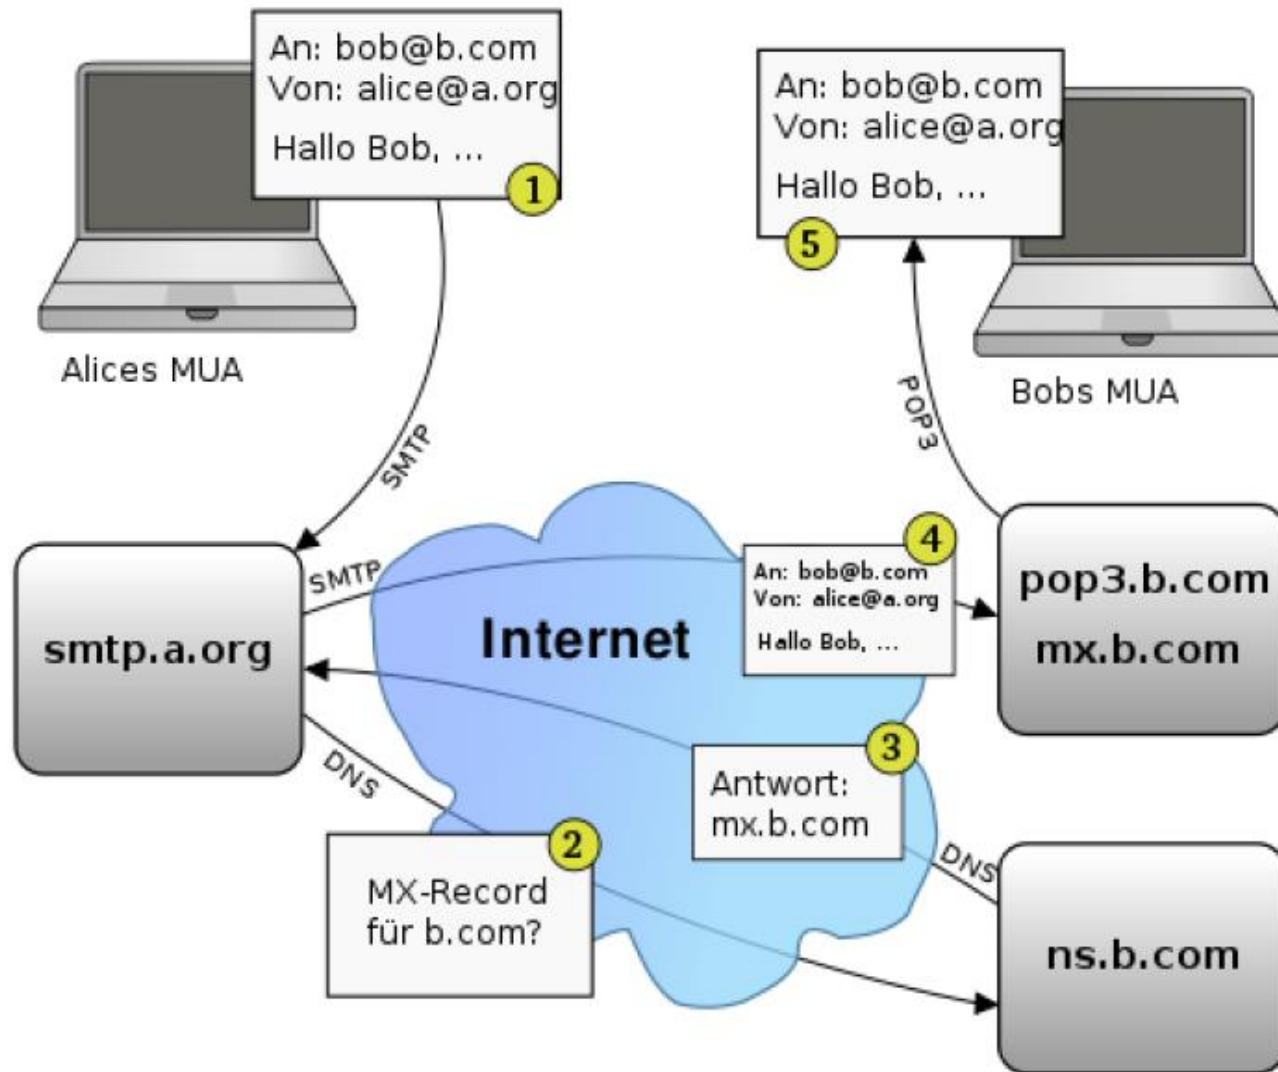 An: bob@b.com
Von: alice@a.org
Hallo Bob, ...
1
Alices MUA
An: bob@b.com
Von: alice@a.org
Hallo Bob, ...
5
Bobs MUA
SMTP
POP3
smtp.a.org
SMTP
Internet
4
An: bob@b.com
Von: alice@a.org
Hallo Bob, ...
pop3.b.com
mx.b.com
DNS
3
Antwort:
mx.b.com
DNS
2
MX-Record
für b.com?
ns.b.com